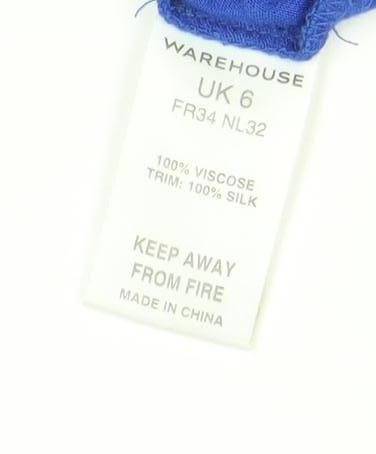 WAREHOUSE
UK 6
FR34 NL32
100% VISCOSE
TRIM: 100% SILK
KEEP AWAY
FROM FIRE
MADE IN CHINA